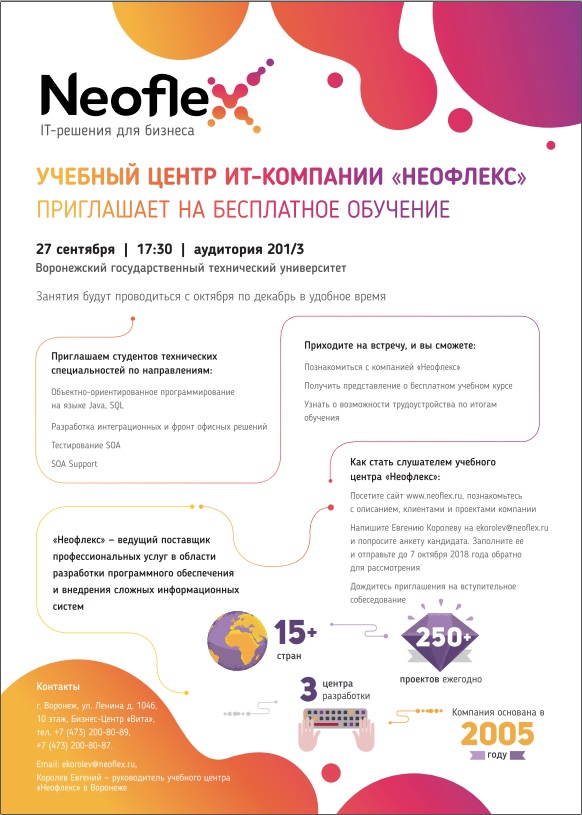 Neoflex
IT-решения для бизнеса
УЧЕБНЫЙ ЦЕНТР ИТ-КОМПАНИИ «НЕОФЛЕКС»
ПРИГЛАШАЕТ НА БЕСПЛАТНОЕ ОБУЧЕНИЕ
27 сентября | 17:30 | аудитория 201/3
Воронежский государственный технический университет
Занятия будут проводиться с октября по декабрь в удобное время
Приглашаем студентов технических
специальностей по направлениям:
Объектно-ориентированное программирование
на языке Java, SQL
Разработка интеграционных и фронт офисных решений
Тестирование SOA
SOA Support
Приходите на встречу, и вы сможете:
Познакомиться с компанией «Неофлекс»
Получить представление о бесплатном учебном курсе
Узнать о возможности трудоустройства по итогам
обучения
Как стать слушателем учебного
центра «Неофлекс»:
Посетите сайт www.neoflex.ru, познакомьтесь
с описанием, клиентами и проектами компании
Напишите Евгению Королеву на ekorolev@neoflex.ru
и попросите анкету кандидата. Заполните ее
и отправьте до 7 октября 2018 года обратно
для рассмотрения
Дождитесь приглашения на вступительное
собеседование
«Неофлекс» – ведущий поставщик
профессиональных услуг в области
разработки программного обеспечения
и внедрения сложных информационных
систем
15+
стран
250+
проектов ежегодно
3 центра
разработки
Компания основана в
2005
году
Контакты
г. Воронеж, ул. Ленина д. 104б,
10 этаж, Бизнес-Центр «Вита»,
тел. +7 (473) 200-80-89,
+7 (473) 200-80-87.
Email: ekorolev@neoflex.ru,
Королев Евгений – руководитель учебного центра
«Неофлекс» в Воронеже